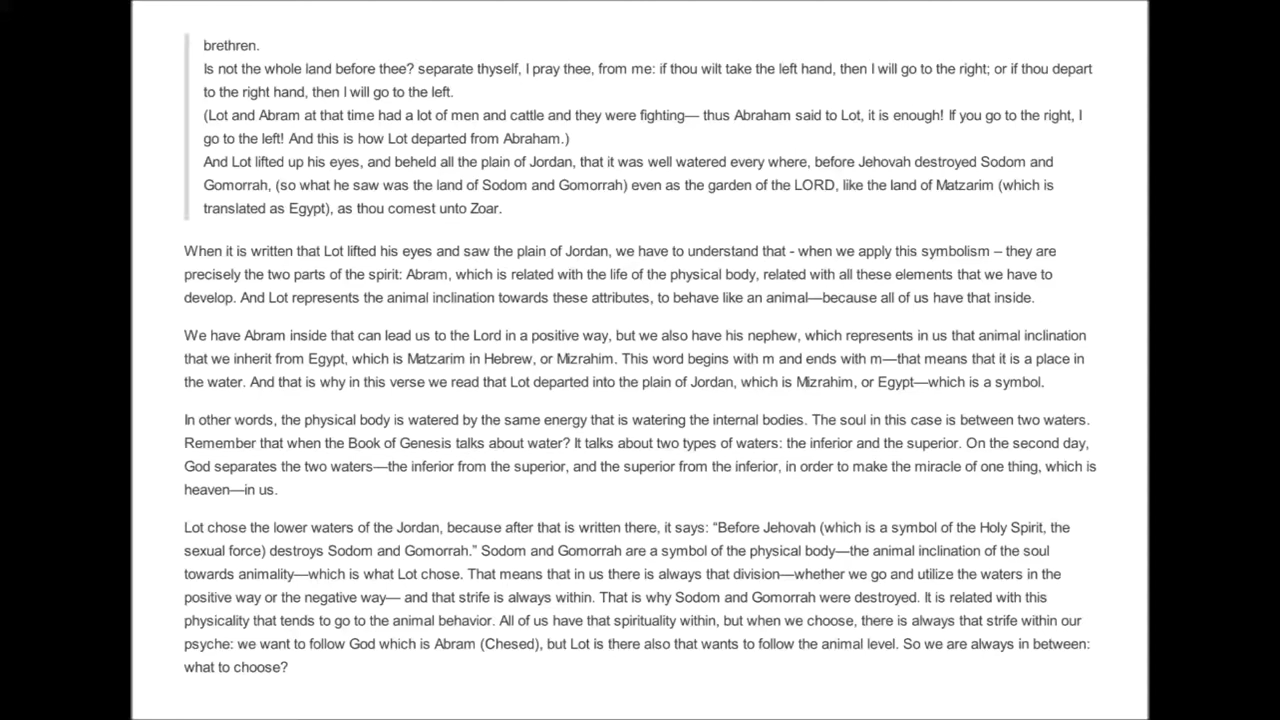 brethren.
Is not the whole land before thee? separate thyself, I pray thee, from me: if thou wilt take the left hand, then I will go to the right; or if thou depart
to the right hand, then I will go to the left.
(Lot and Abram at that time had a lot of men and cattle and they were fighting— thus Abraham said to Lot, it is enough! If you go to the right, I
go to the left! And this is how Lot departed from Abraham.)
And Lot lifted up his eyes, and beheld all the plain of Jordan, that it was well watered every where, before Jehovah destroyed Sodom and
Gomorrah, (so what he saw was the land of Sodom and Gomorrah) even as the garden of the LORD, like the land of Matzarim (which is
translated as Egypt), as thou comest unto Zoar.
When it is written that Lot lifted his eyes and saw the plain of Jordan, we have to understand that - when we apply this symbolism – they are
precisely the two parts of the spirit: Abram, which is related with the life of the physical body, related with all these elements that we have to
develop. And Lot represents the animal inclination towards these attributes, to behave like an animal—because all of us have that inside.
We have Abram inside that can lead us to the Lord in a positive way, but we also have his nephew, which represents in us that animal inclination
that we inherit from Egypt, which is Matzarim in Hebrew, or Mizrahim. This word begins with m and ends with m—that means that it is a place in
the water. And that is why in this verse we read that Lot departed into the plain of Jordan, which is Mizrahim, or Egypt—which is a symbol.
In other words, the physical body is watered by the same energy that is watering the internal bodies. The soul in this case is between two waters.
Remember that when the Book of Genesis talks about water? It talks about two types of waters: the inferior and the superior. On the second day,
God separates the two waters—the inferior from the superior, and the superior from the inferior, in order to make the miracle of one thing, which is
heaven—in us.
Lot chose the lower waters of the Jordan, because after that is written there, it says: “Before Jehovah (which is a symbol of the Holy Spirit, the
sexual force) destroys Sodom and Gomorrah.” Sodom and Gomorrah are a symbol of the physical body—the animal inclination of the soul
towards animality—which is what Lot chose. That means that in us there is always that division—whether we go and utilize the waters in the
positive way or the negative way— and that strife is always within. That is why Sodom and Gomorrah were destroyed. It is related with this
physicality that tends to go to the animal behavior. All of us have that spirituality within, but when we choose, there is always that strife within our
psyche: we want to follow God which is Abram (Chesed), but Lot is there also that wants to follow the animal level. So we are always in between:
what to choose?